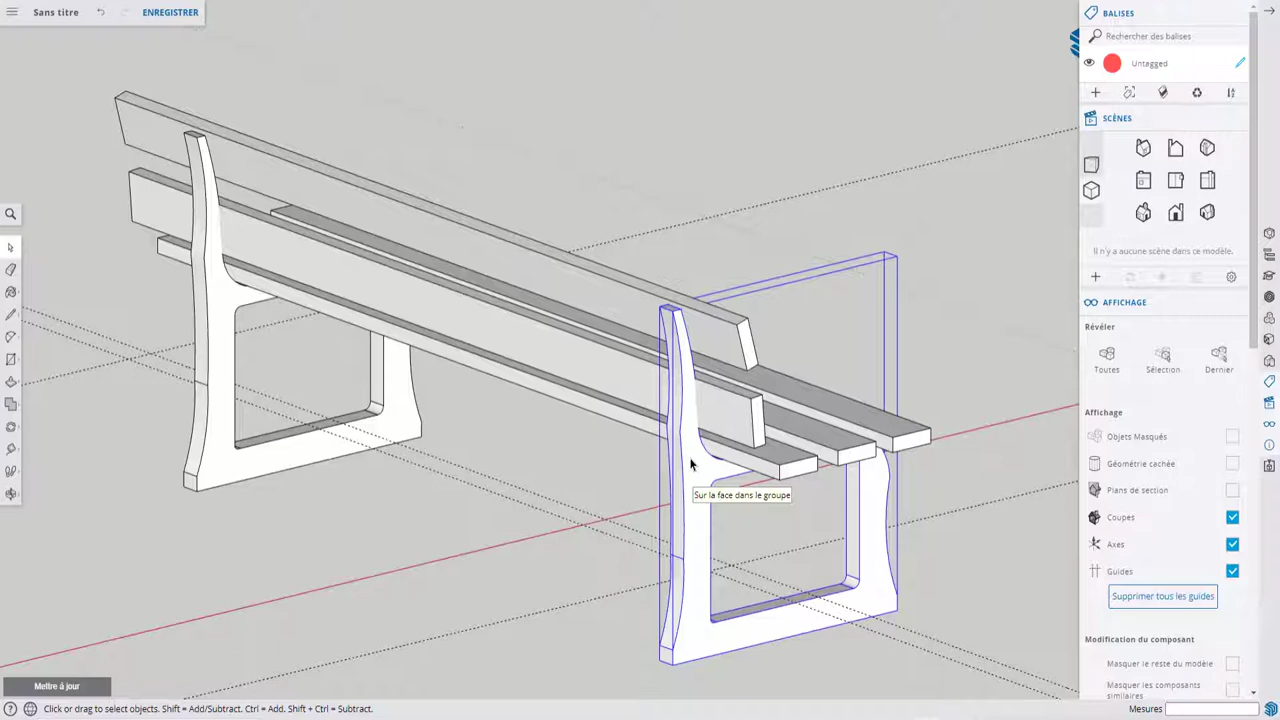 Sans titre
ENREGISTRER
BALISES
Rechercher des balises
Untagged
SCÈNES
Il n'y a aucune scène dans ce modèle.
AFFICHAGE
Révéler
Toutes
Sélection
Dernier
Affichage
Objets Masqués
Géométrie cachée
Plans de section
Coupes
Axes
Guides
Supprimer tous les guides
Modification du composant
Masquer le reste du modèle
Masquer les composants
similaires
Sur la face dans le groupe
Mettre à jour
Click or drag to select objects. Shift = Add/Subtract. Ctrl = Add. Shift + Ctrl = Subtract.
Mesures